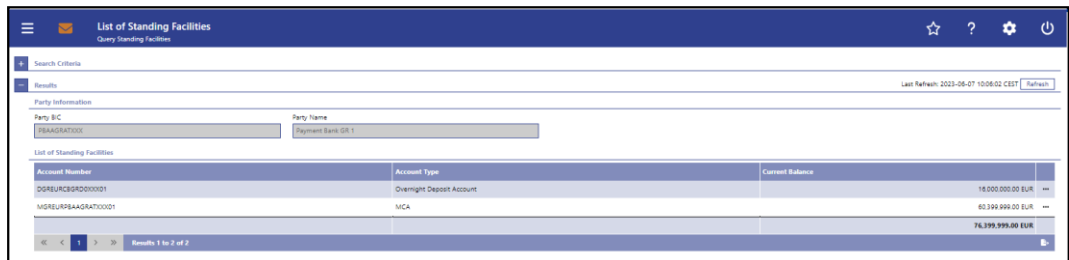 List of Standing Facilities
Query Standing Facilities
Search Criteria
Results Last Refresh: 2023-06-07 10:06:02 CEST Refresh
Party Information
Party BIC Party Name
PBAAGRATXXX Payment Bank GR 1
List of Standing Facilities
Account Number Account Type Current Balance
DGREURCBGRD0XXX01 Overnight Deposit Account 16,000,000.00 EUR
MGREURPBAAGRATXXX01 MCA 60,399,999.00 EUR
76,399,999.00 EUR
1 Results 1 to 2 of 2